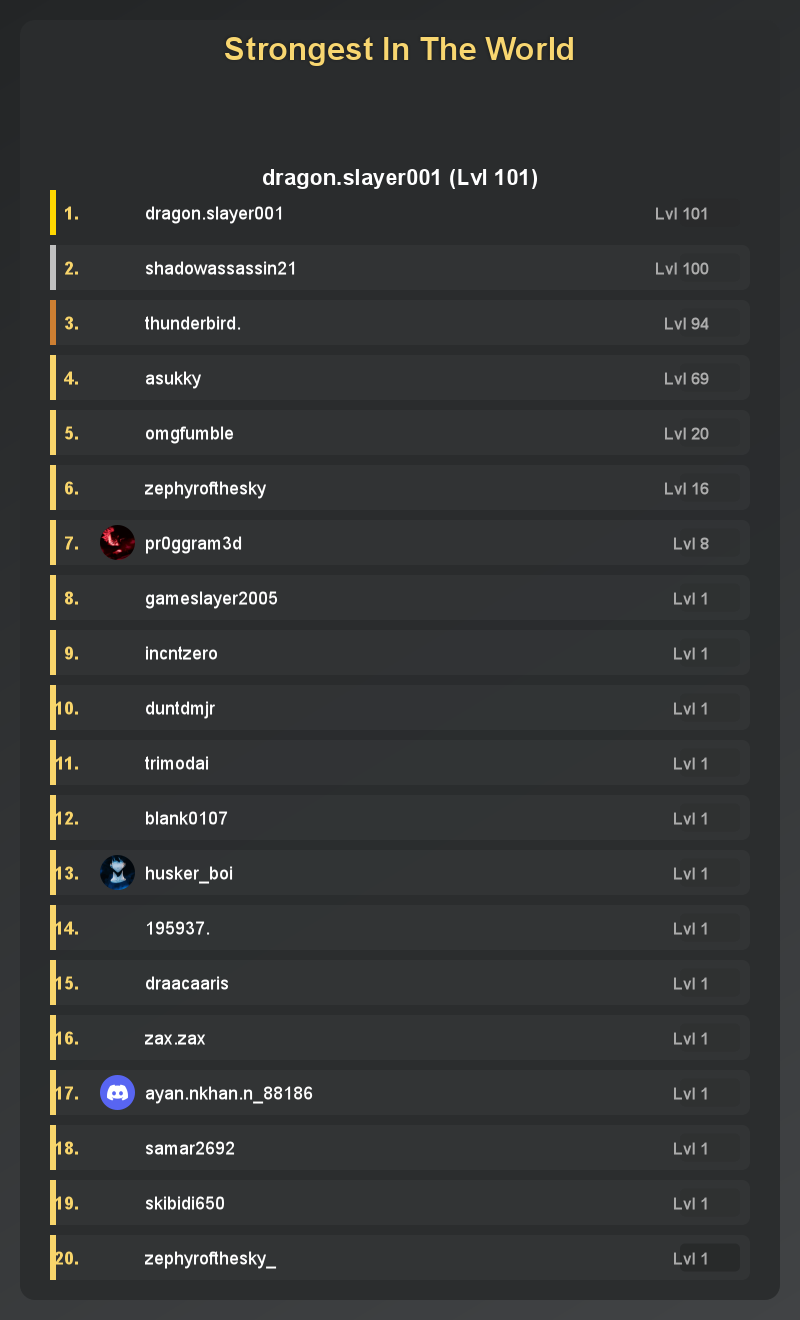 Strongest In The World
dragon.slayer001 (Lvl 101)
1. dragon.slayer001 Lvl 101
2. shadowassassin21 Lvl 100
3. thunderbird. Lvl 94
4. asukky Lvl 69
5. omgfumble Lvl 20
6. zephyrofthesky Lvl 16
7. pr0ggram3d Lvl 8
8. gameslayer2005 Lvl 1
9. incntzero Lvl 1
10. duntdmjr Lvl 1
11. trimodai Lvl 1
12. blank0107 Lvl 1
13. husker_boi Lvl 1
14. 195937. Lvl 1
15. draacaaris Lvl 1
16. zax.zax Lvl 1
17. ayan.nkhan.n_88186 Lvl 1
18. samar2692 Lvl 1
19. skibidi650 Lvl 1
20. zephyrofthesky_ Lvl 1